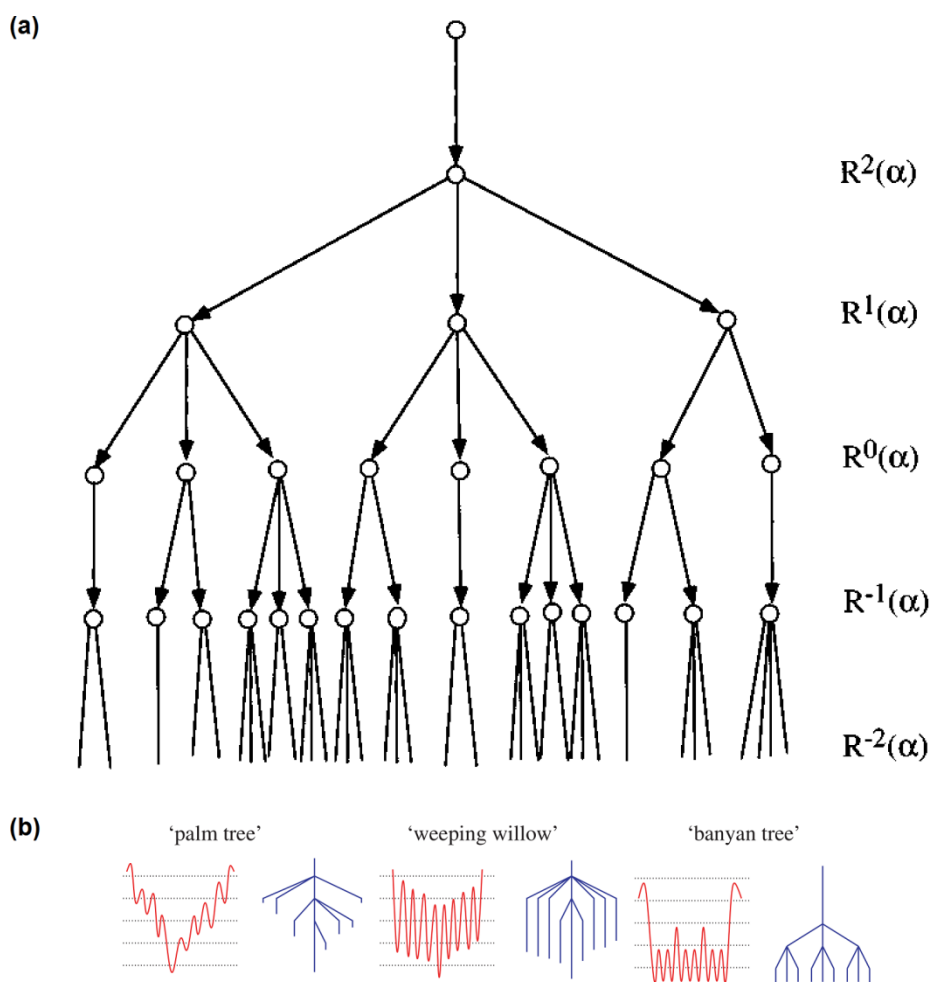 (a)
R²(α)
R¹(α)
R⁰(α)
R⁻¹(α)
R⁻²(α)
(b)
‘palm tree’ ‘weeping willow’ ‘banyan tree’